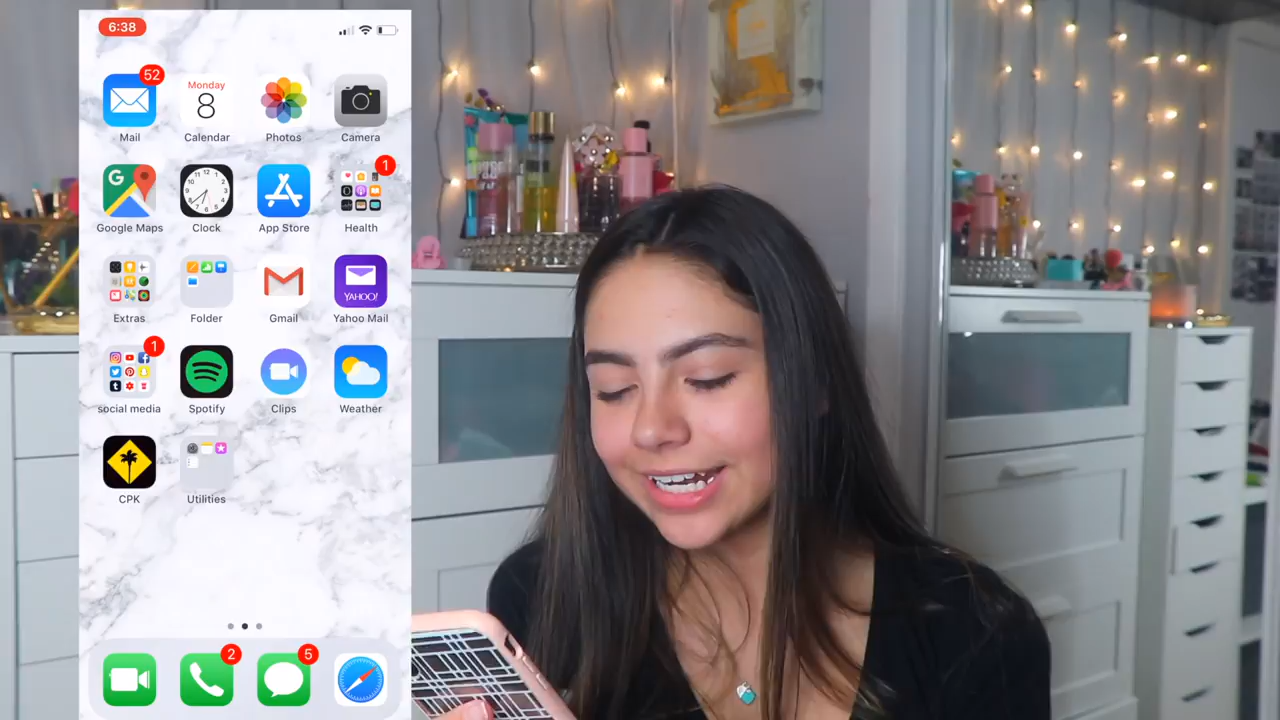 6:38
52
Monday
8
Mail
Calendar
Photos
Camera
G
12
1
Google Maps
Clock
App Store
Health
YAHOO!
Extras
Folder
Gmail
Yahoo Mail
1
social media
Spotify
Clips
Weather
CPK
Utilities
2
5